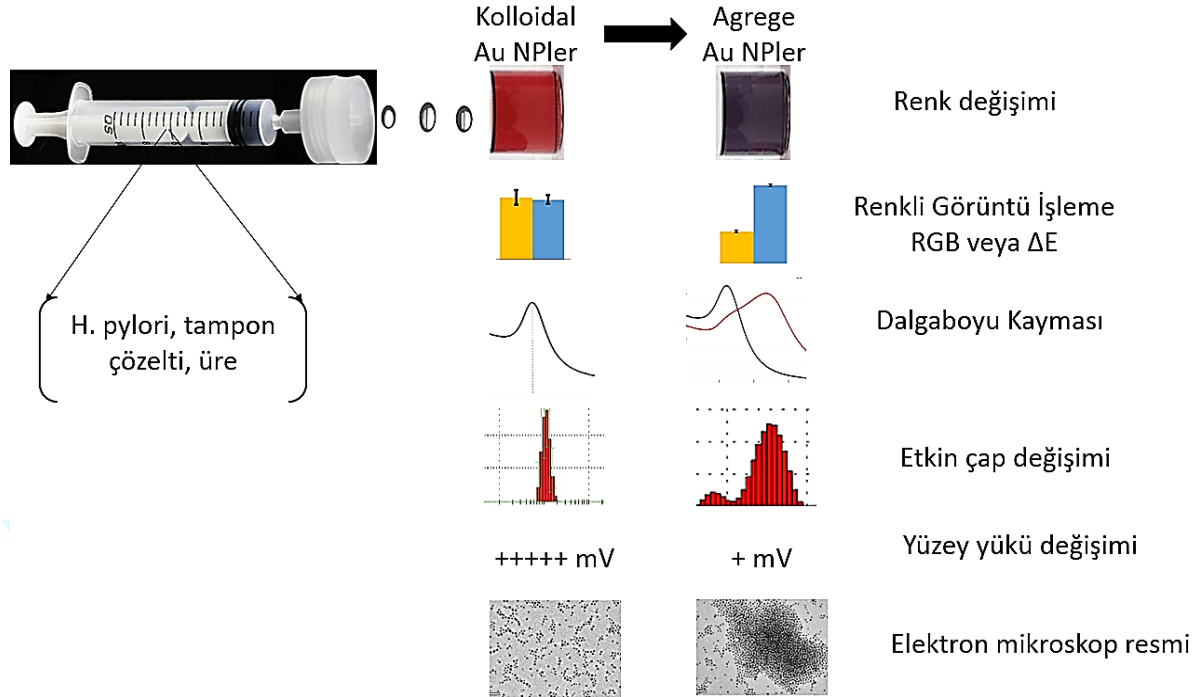 Kolloidal
Au NPler
Agrege
Au NPler
Renk değişimi
Renkli Görüntü İşleme
RGB veya ΔE
H. pylori, tampon
çözelti, üre
Dalgaboyu Kayması
Etkin çap değişimi
+++++ mV
+ mV
Yüzey yükü değişimi
Elektron mikroskop resmi